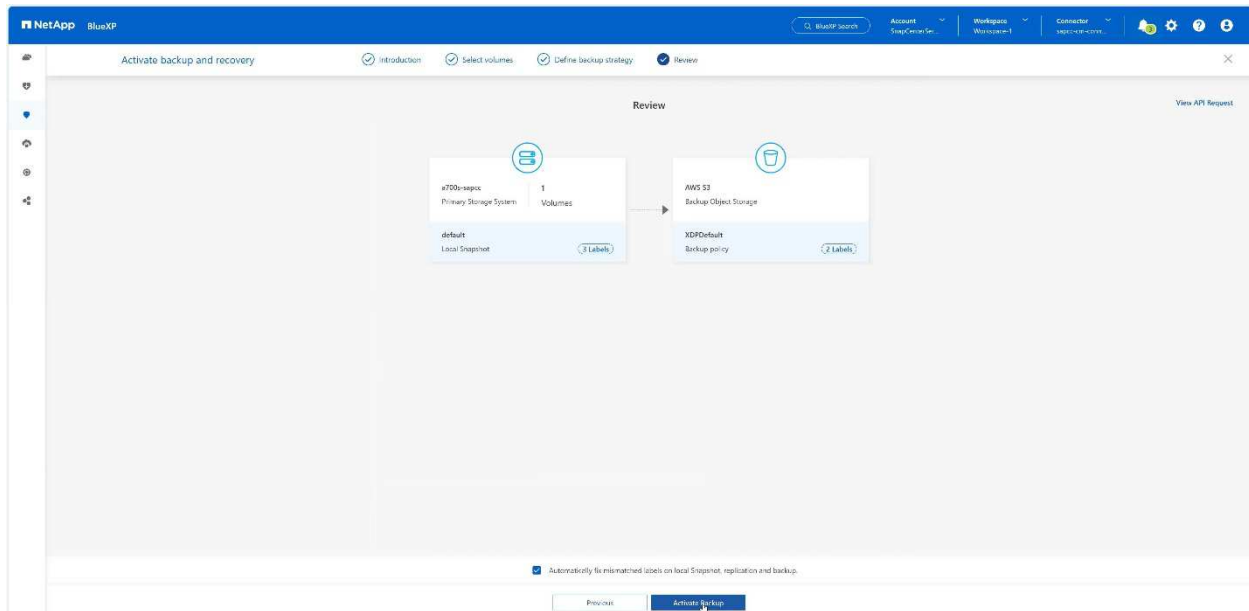 NetApp BlueXP
BlueXP Search
Account
SnapCenterSer...
Workspace
Workspace-1
Connector
3
Activate backup and recovery
Introduction
Select volumes
Define backup strategy
Review
Review
View API Request
a700s-sapcc
Primary Storage System
1
Volumes
default
Local Snapshot
3 Labels
AWS S3
Backup Object Storage
XDPDefault
Backup policy
2 Labels
Automatically fix mismatched labels on local Snapshot, replication and backup.
Previous
Activate Backup